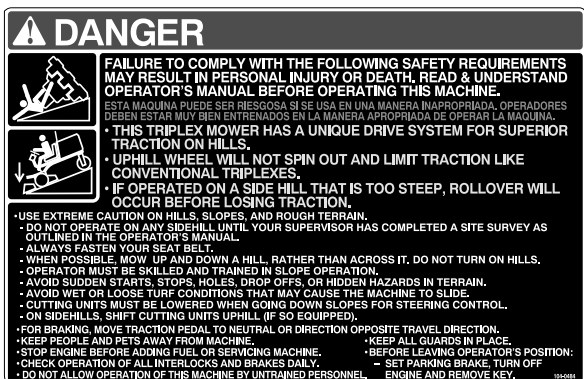 DANGER
FAILURE TO COMPLY WITH THE FOLLOWING SAFETY REQUIREMENTS
MAY RESULT IN PERSONAL INJURY OR DEATH. READ & UNDERSTAND
OPERATOR'S MANUAL BEFORE OPERATING THIS MACHINE.
ESTA MAQUINA PUEDE SER RIESGOSA SI SE USA EN UNA MANERA INAPROPRIADA. OPERADORES
DEBEN ESTAR MUY BIEN ENTRENADOS EN LA MANERA APROPRIADA DE OPERAR LA MAQUINA.
• THIS TRIPLEX MOWER HAS A UNIQUE DRIVE SYSTEM FOR SUPERIOR
TRACTION ON HILLS.
• UPHILL WHEEL WILL NOT SPIN OUT AND LIMIT TRACTION LIKE
CONVENTIONAL TRIPLEXES.
• IF OPERATED ON A SIDE HILL THAT IS TOO STEEP, ROLLOVER WILL
OCCUR BEFORE LOSING TRACTION.
•USE EXTREME CAUTION ON HILLS, SLOPES, AND ROUGH TERRAIN.
- DO NOT OPERATE ON ANY SIDEHILL UNTIL YOUR SUPERVISOR HAS COMPLETED A SITE SURVEY AS
OUTLINED IN THE OPERATOR'S MANUAL.
- ALWAYS FASTEN YOUR SEAT BELT.
- WHEN POSSIBLE, MOW UP AND DOWN A HILL, RATHER THAN ACROSS IT. DO NOT TURN ON HILLS.
- OPERATOR MUST BE SKILLED AND TRAINED IN SLOPE OPERATION.
- AVOID SUDDEN STARTS, STOPS, HOLES, DROP OFFS, OR HIDDEN HAZARDS IN TERRAIN.
- AVOID WET OR LOOSE TURF CONDITIONS THAT MAY CAUSE THE MACHINE TO SLIDE.
- CUTTING UNITS MUST BE LOWERED WHEN GOING DOWN SLOPES FOR STEERING CONTROL.
- ON SIDEHILLS, SHIFT CUTTING UNITS UPHILL (IF SO EQUIPPED).
•FOR BRAKING, MOVE TRACTION PEDAL TO NEUTRAL OR DIRECTION OPPOSITE TRAVEL DIRECTION.
•KEEP PEOPLE AND PETS AWAY FROM MACHINE.
•STOP ENGINE BEFORE ADDING FUEL OR SERVICING MACHINE.
•CHECK OPERATION OF ALL INTERLOCKS AND BRAKES DAILY.
• DO NOT ALLOW OPERATION OF THIS MACHINE BY UNTRAINED PERSONNEL.
•KEEP ALL GUARDS IN PLACE.
•BEFORE LEAVING OPERATOR'S POSITION:
– SET PARKING BRAKE, TURN OFF
ENGINE AND REMOVE KEY.
104-0484